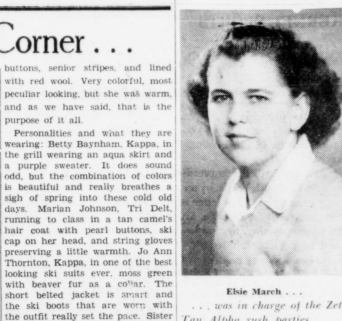 Corner . . .
buttons, senior stripes, and lined
with red wool. Very colorful, most
peculiar looking, but she was warm,
and as we have said, that is the
purpose of it all.
Personalities and what they are
wearing: Betty Baynham, Kappa, in
the grill wearing an aqua skirt and
a purple sweater. It does sound
odd, but the combination of colors
is beautiful and really breathes a
sigh of spring into these cold old
days. Marian Johnson, Tri Delt,
running to class in a tan camel's
hair coat with pearl buttons, ski
cap on her head, and string gloves
preserving a little warmth. Jo Ann
Thornton, Kappa, in one of the best
looking ski suits ever, moss green
with beaver fur as a collar. The
short belted jacket is smart and
the ski boots that are worn with
the outfit really set the pace. Sister
Elsie March . . .
. . . was in charge of the Zet
Tau Alpha rush parties